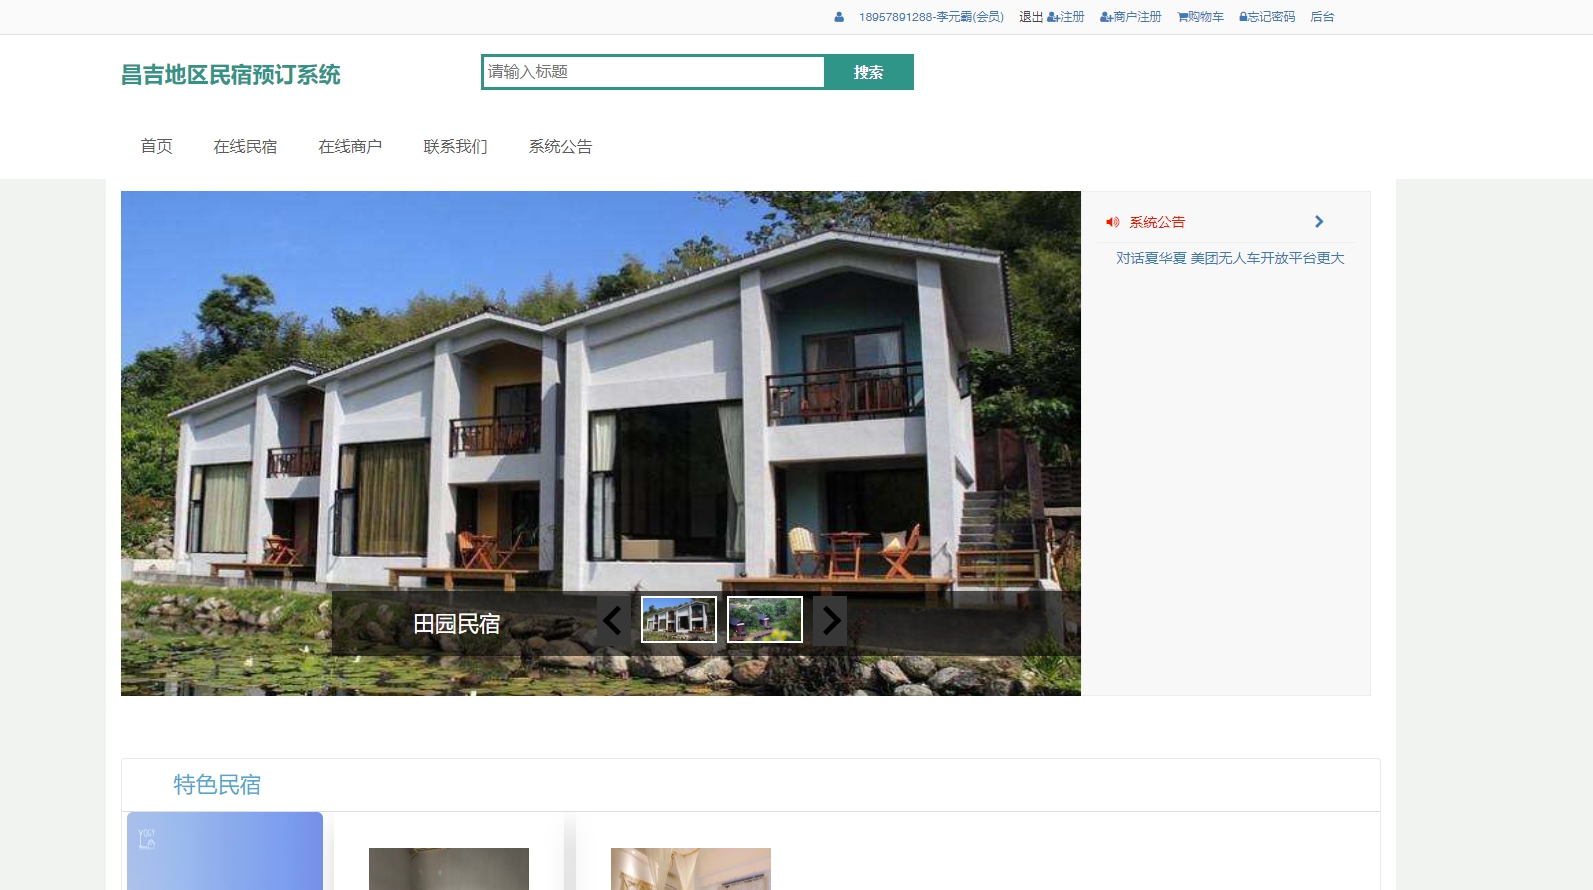 18957891288-李元霸(会员) 退出 注册 商户注册 购物车 忘记密码 后台
昌吉地区民宿预订系统
请输入标题 搜索
首页 在线民宿 在线商户 联系我们 系统公告
系统公告
对话夏华夏 美团无人车开放平台更大
田园民宿
特色民宿